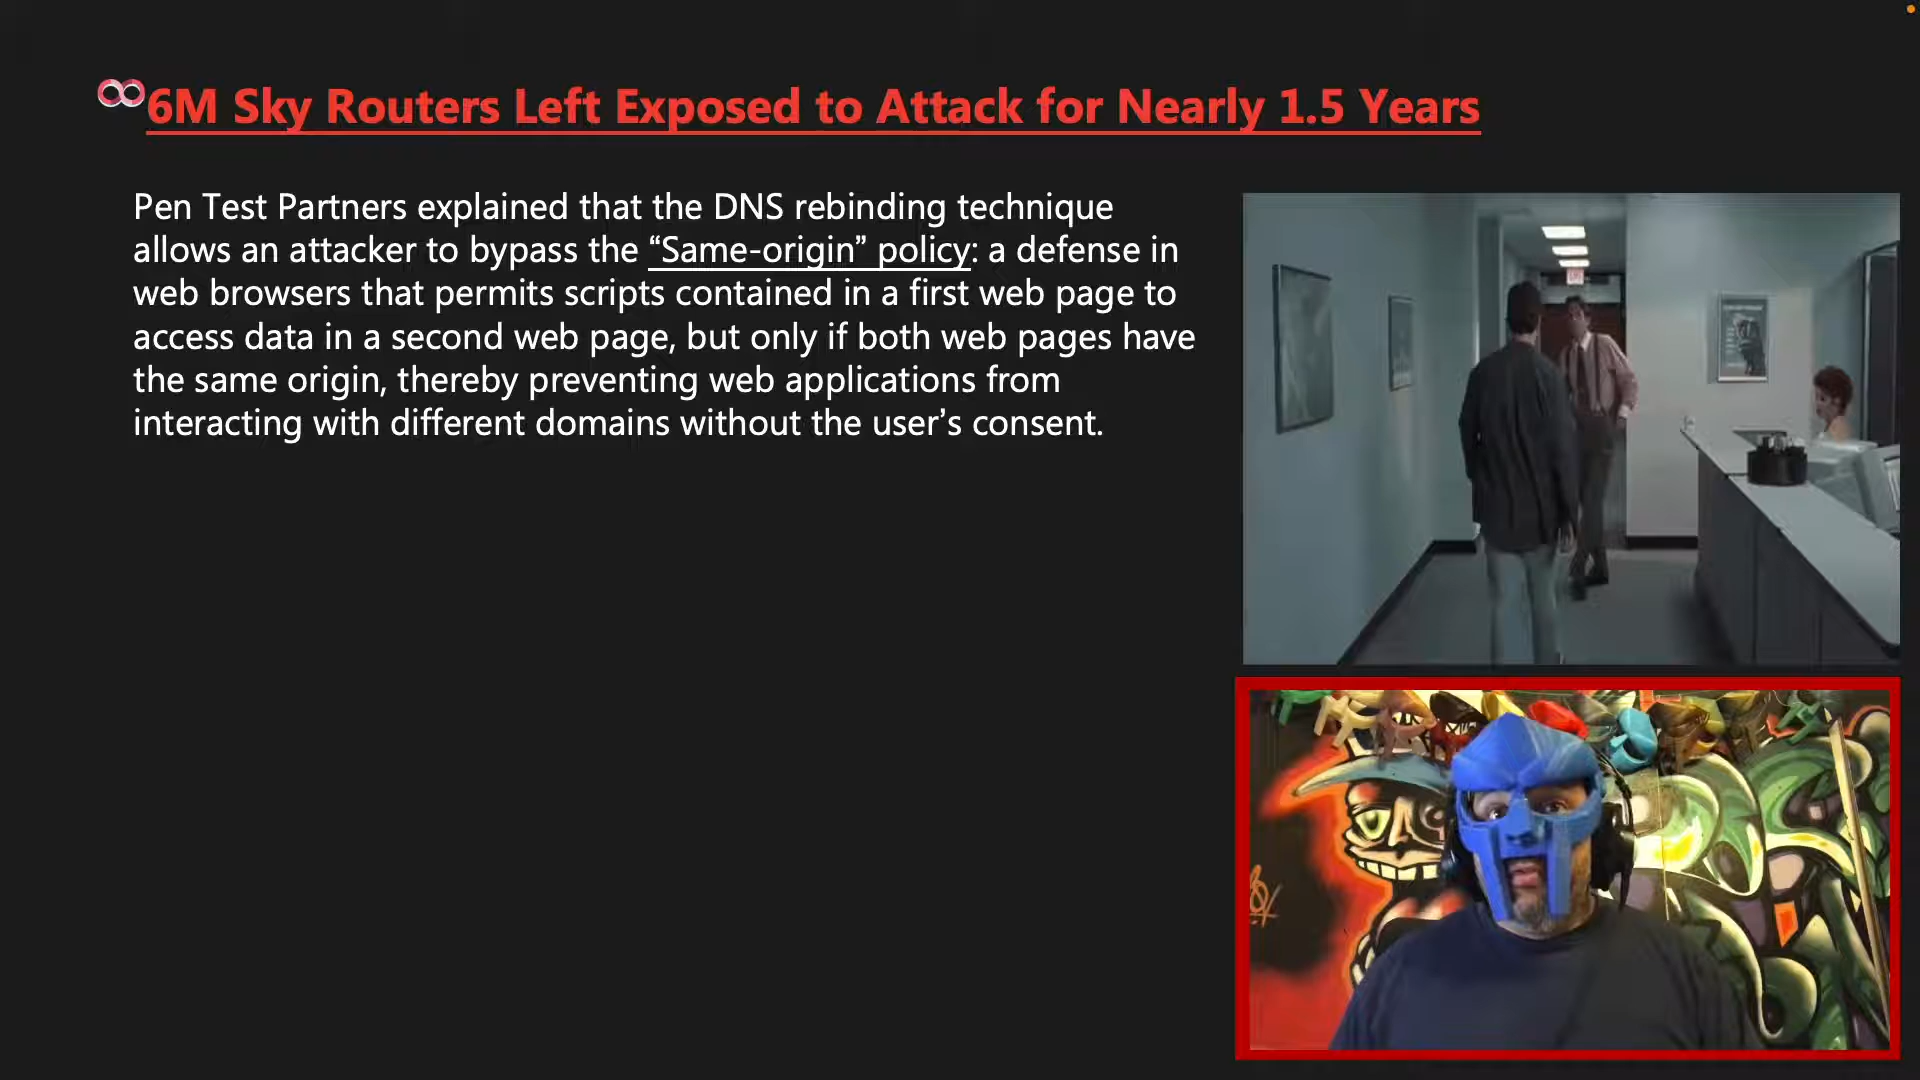 6M Sky Routers Left Exposed to Attack for Nearly 1.5 Years
Pen Test Partners explained that the DNS rebinding technique
allows an attacker to bypass the “Same-origin” policy: a defense in
web browsers that permits scripts contained in a first web page to
access data in a second web page, but only if both web pages have
the same origin, thereby preventing web applications from
interacting with different domains without the user’s consent.